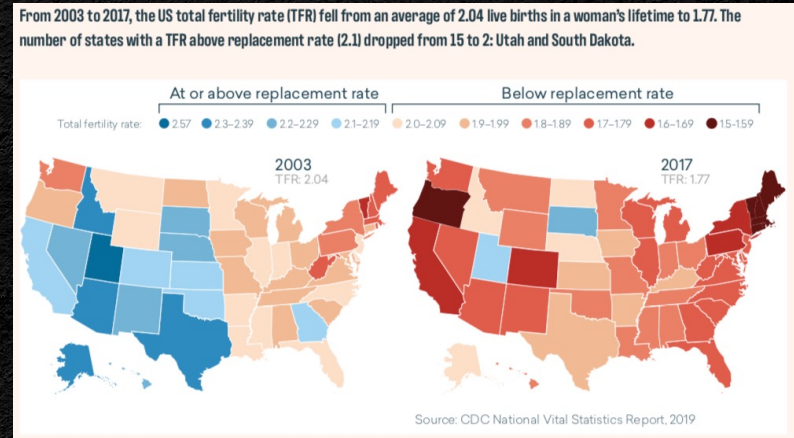 From 2003 to 2017, the US total fertility rate (TFR) fell from an average of 2.04 live births in a woman's lifetime to 1.77. The
number of states with a TFR above replacement rate (2.1) dropped from 15 to 2: Utah and South Dakota.
At or above replacement rate
Below replacement rate
Total fertility rate: 2.57 2.3-2.39 2.2-2.29 2.1-2.19 2.0-2.09 1.9-1.99 1.8-1.89 1.7-1.79 1.6-1.69 1.5-1.59
2003
TFR: 2.04
2017
TFR: 1.77
Source: CDC National Vital Statistics Report, 2019